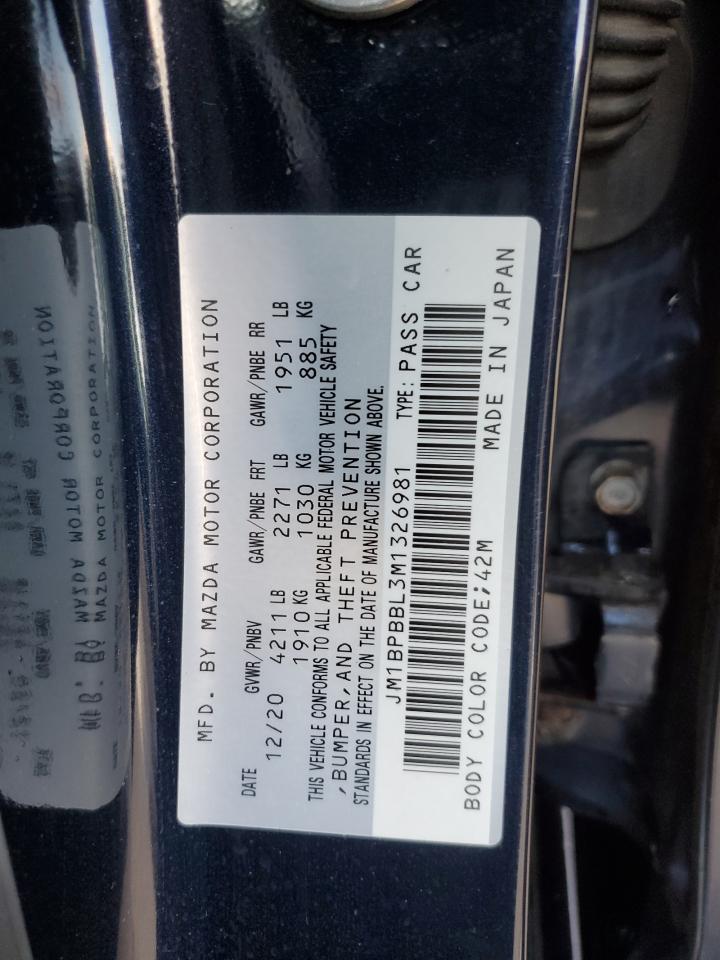 MFD. BY MAZDA MOTOR CORPORATION
DATE GVWR/PNBV GAWR/PNBE FRT GAWR/PNBE RR
12/20 4211 LB 2271 LB 1951 LB
1910 KG 1030 KG 885 KG
THIS VEHICLE CONFORMS TO ALL APPLICABLE FEDERAL MOTOR VEHICLE SAFETY
,BUMPER,AND THEFT PREVENTION
STANDARDS IN EFFECT ON THE DATE OF MANUFACTURE SHOWN ABOVE.
JM1BPBBL3M1326981 TYPE: PASS CAR
BODY COLOR CODE;42M MADE IN JAPAN
MAZDA MOTOR CORPORATION